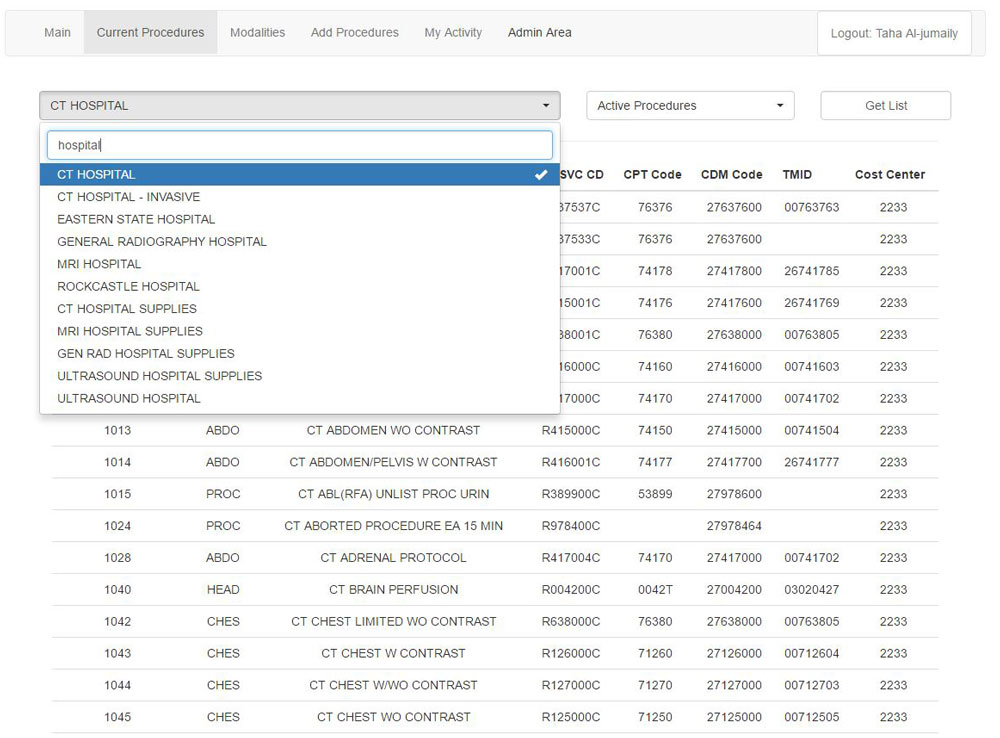 Main Current Procedures Modalities Add Procedures My Activity Admin Area Logout: Taha Al-jumaily
CT HOSPITAL Active Procedures Get List
hospital
CT HOSPITAL SVC CD CPT Code CDM Code TMID Cost Center
CT HOSPITAL - INVASIVE 37537C 76376 27637600 00763763 2233
EASTERN STATE HOSPITAL
GENERAL RADIOGRAPHY HOSPITAL 37533C 76376 27637600 2233
MRI HOSPITAL 17001C 74178 27417800 26741785 2233
ROCKCASTLE HOSPITAL
CT HOSPITAL SUPPLIES 15001C 74176 27417600 26741769 2233
MRI HOSPITAL SUPPLIES 38001C 76380 27638000 00763805 2233
GEN RAD HOSPITAL SUPPLIES
ULTRASOUND HOSPITAL SUPPLIES 16000C 74160 27416000 00741603 2233
ULTRASOUND HOSPITAL 17000C 74170 27417000 00741702 2233
1013 ABDO CT ABDOMEN WO CONTRAST R415000C 74150 27415000 00741504 2233
1014 ABDO CT ABDOMEN/PELVIS W CONTRAST R416001C 74177 27417700 26741777 2233
1015 PROC CT ABL(RFA) UNLIST PROC URIN R389900C 53899 27978600 2233
1024 PROC CT ABORTED PROCEDURE EA 15 MIN R978400C 27978464 2233
1028 ABDO CT ADRENAL PROTOCOL R417004C 74170 27417000 00741702 2233
1040 HEAD CT BRAIN PERFUSION R004200C 0042T 27004200 03020427 2233
1042 CHES CT CHEST LIMITED WO CONTRAST R638000C 76380 27638000 00763805 2233
1043 CHES CT CHEST W CONTRAST R126000C 71260 27126000 00712604 2233
1044 CHES CT CHEST W/WO CONTRAST R127000C 71270 27127000 00712703 2233
1045 CHES CT CHEST WO CONTRAST R125000C 71250 27125000 00712505 2233